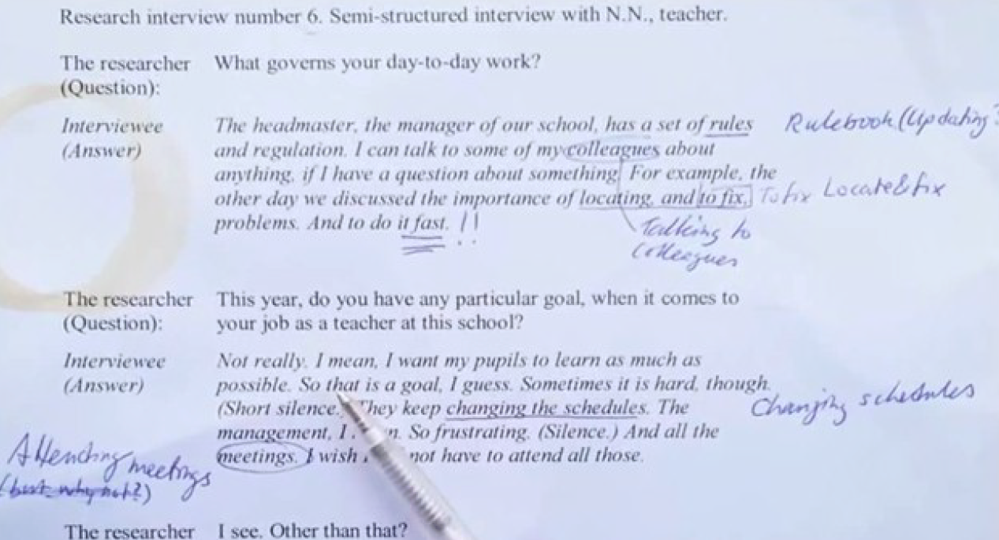 Research interview number 6. Semi-structured interview with N.N., teacher.
The researcher What governs your day-to-day work?
(Question):
Interviewee The headmaster, the manager of our school, has a set of rules Rulebook (Updating?
(Answer) and regulation. I can talk to some of my colleagues about
anything, if I have a question about something. For example, the
other day we discussed the importance of locating, and to fix, To fix Locate & fix
problems. And to do it fast. !!
Talking to
Colleagues
The researcher This year, do you have any particular goal, when it comes to
(Question): your job as a teacher at this school?
Interviewee Not really. I mean, I want my pupils to learn as much as
(Answer) possible. So that is a goal, I guess. Sometimes it is hard, though.
(Short silence. They keep changing the schedules. The Changing schedules
management, I So frustrating. (Silence.) And all the
Attending meetings meetings. I wish not have to attend all those.
(but why not?)
The researcher I see. Other than that?